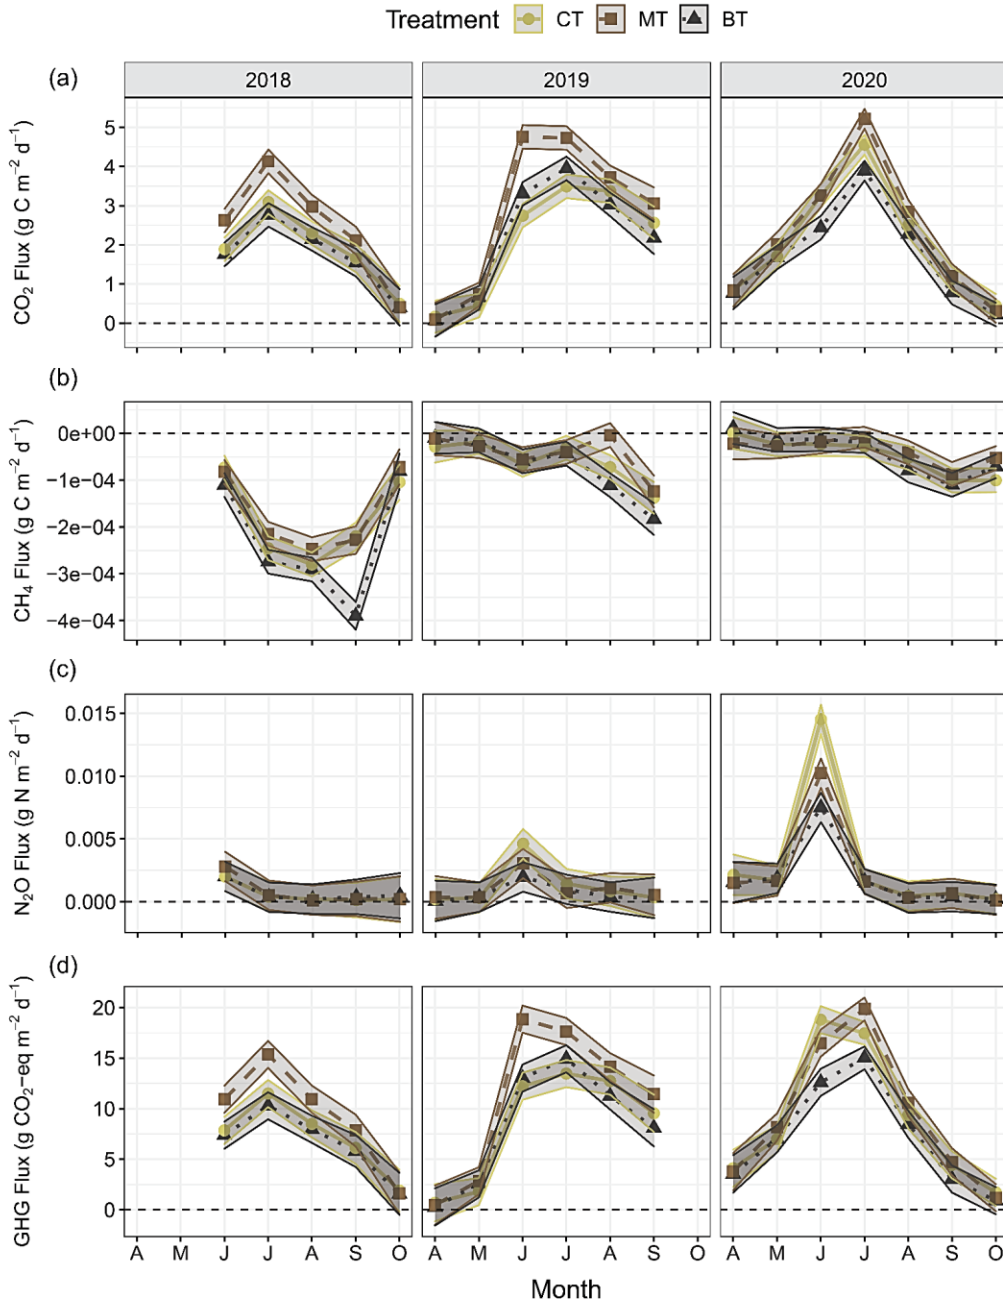 Treatment CT MT BT
(a)
2018 2019 2020
CO₂ Flux (g C m⁻² d⁻¹)
5
4
3
2
1
0
(b)
CH₄ Flux (g C m⁻² d⁻¹)
0e+00
−1e−04
−2e−04
−3e−04
−4e−04
(c)
N₂O Flux (g N m⁻² d⁻¹)
0.015
0.010
0.005
0.000
(d)
GHG Flux (g CO₂−eq m⁻² d⁻¹)
20
15
10
5
0
A M J J A S O A M J J A S O A M J J A S O
Month